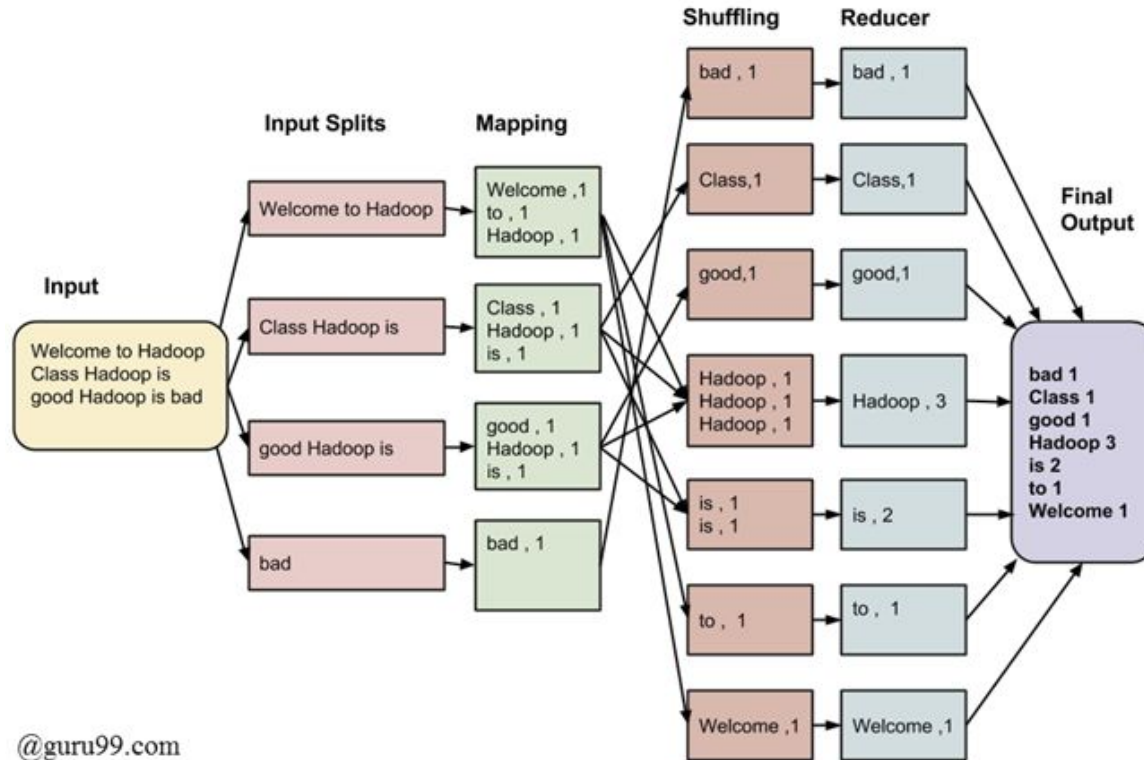 Input
Welcome to Hadoop
Class Hadoop is
good Hadoop is bad
Input Splits
Welcome to Hadoop
Class Hadoop is
good Hadoop is
bad
Mapping
Welcome ,1
to , 1
Hadoop , 1
Class , 1
Hadoop , 1
is , 1
good , 1
Hadoop , 1
is , 1
bad , 1
Shuffling
bad , 1
Class,1
good,1
Hadoop , 1
Hadoop , 1
Hadoop , 1
is , 1
is , 1
to , 1
Welcome ,1
Reducer
bad , 1
Class,1
good,1
Hadoop , 3
is , 2
to , 1
Welcome ,1
Final
Output
bad 1
Class 1
good 1
Hadoop 3
is 2
to 1
Welcome 1
@guru99.com